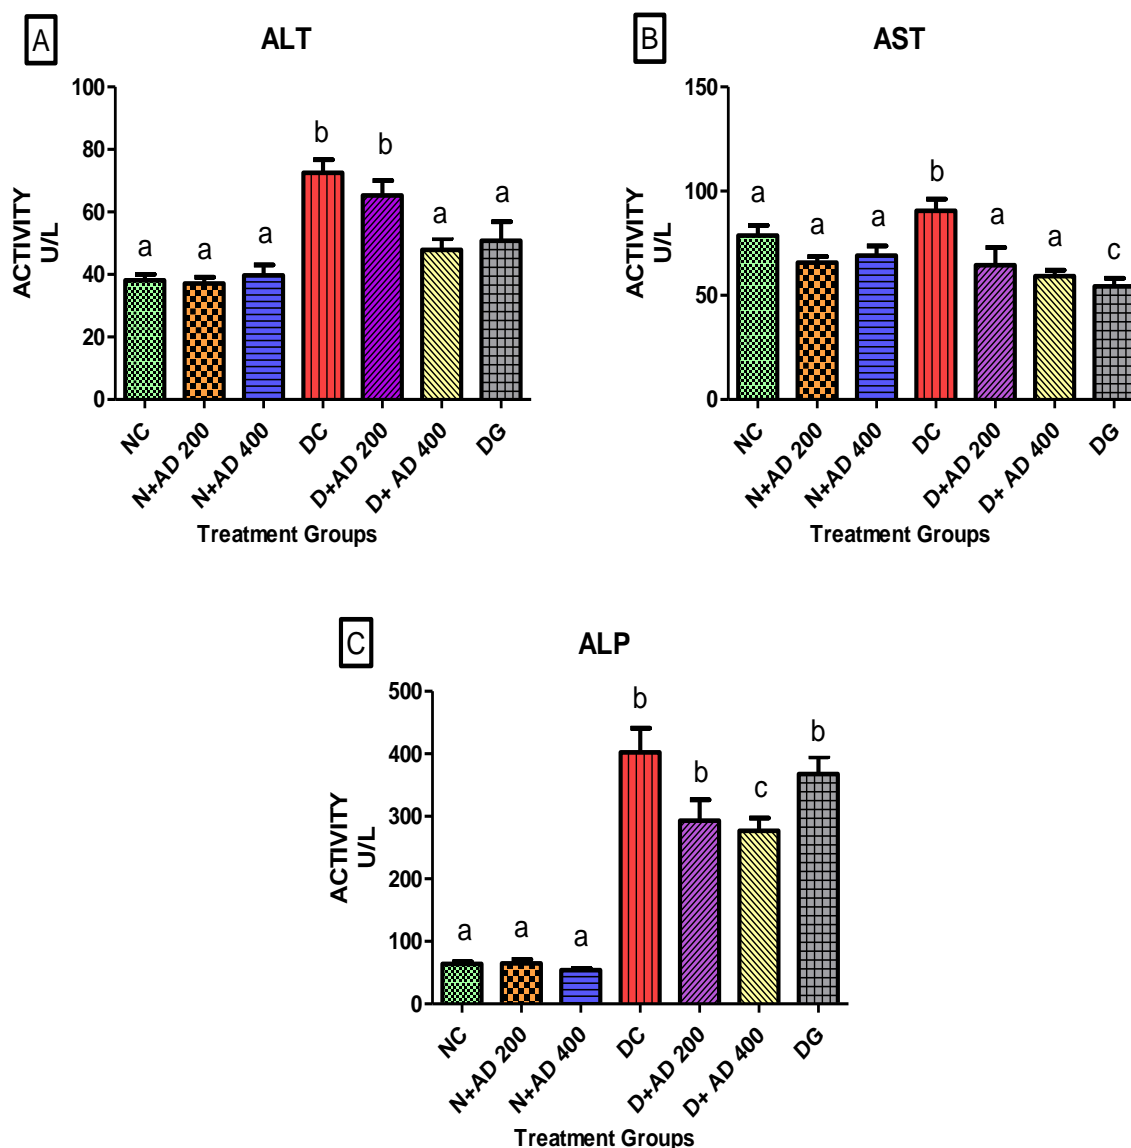 A
ALT
100
80
60
40
20
0
ACTIVITY
U/L
a
a
a
b
b
a
a
NC
N+AD 200
N+AD 400
DC
D+AD 200
D+ AD 400
DG
Treatment Groups
B
AST
150
100
50
0
ACTIVITY
U/L
a
a
a
b
a
a
c
NC
N+AD 200
N+AD 400
DC
D+AD 200
D+ AD 400
DG
Treatment Groups
C
ALP
500
400
300
200
100
0
ACTIVITY
U/L
a
a
a
b
b
c
b
NC
N+AD 200
N+AD 400
DC
D+AD 200
D+ AD 400
DG
Treatment Groups